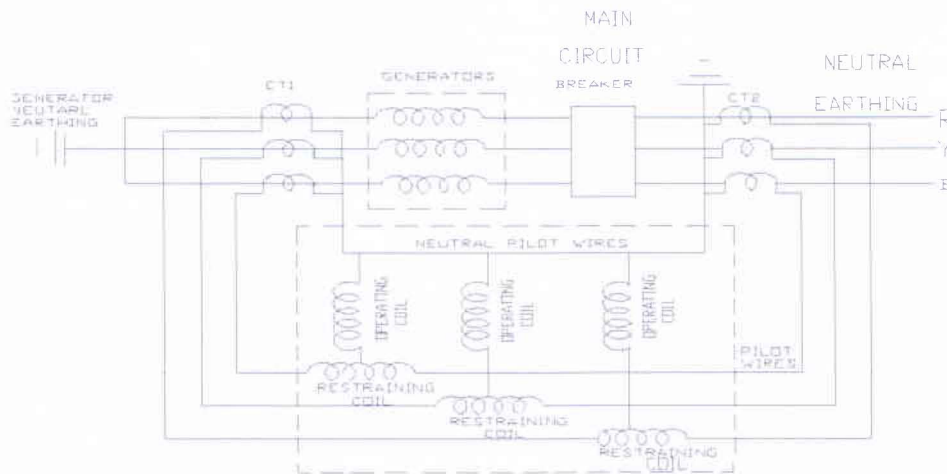 MAIN
CIRCUIT
BREAKER
NEUTRAL
EARTHING
GENERATORS
CT1
CT2
GENERATOR
NEUTARL
EARTHING
R
NEUTRAL PILOT WIRES
OPERATING
COIL
OPERATING
COIL
OPERATING
COIL
PILOT
WIRES
RESTRAINING
COIL
RESTRAINING
COIL
RESTRAINING
COIL